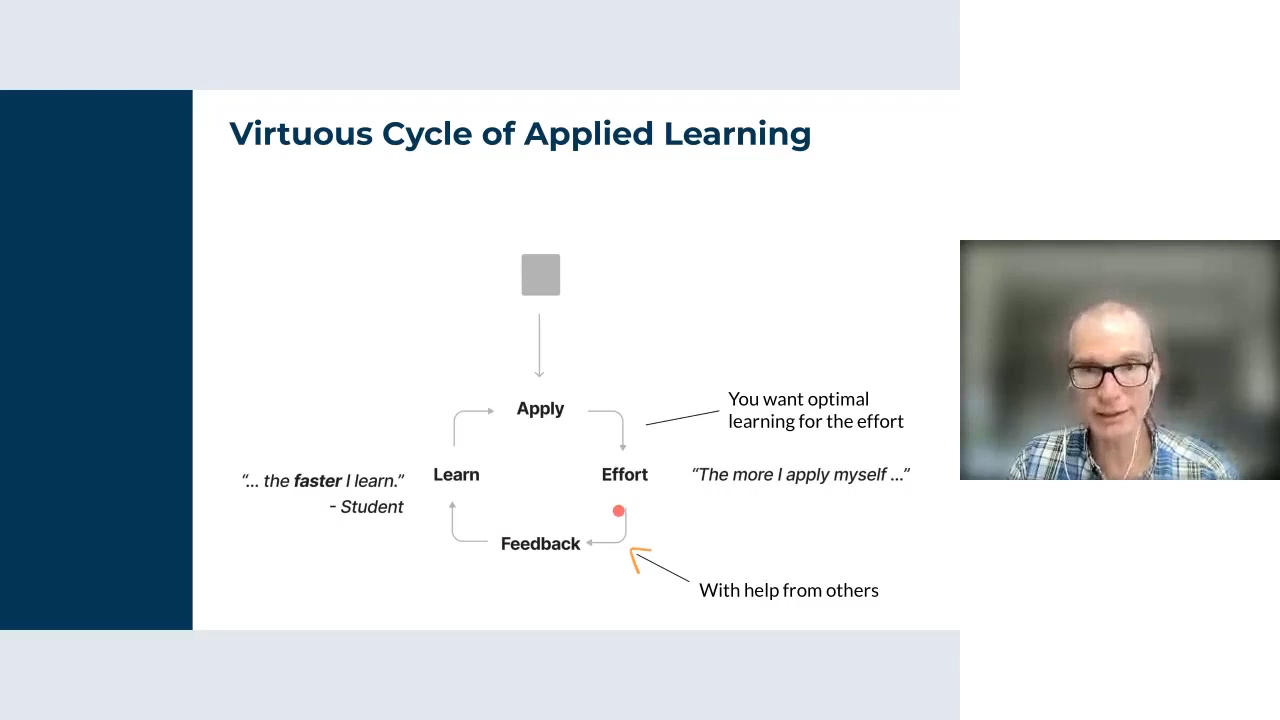 Virtuous Cycle of Applied Learning
Apply
You want optimal
learning for the effort
“... the faster I learn.”
- Student
Learn
Effort
“The more I apply myself ...”
Feedback
With help from others